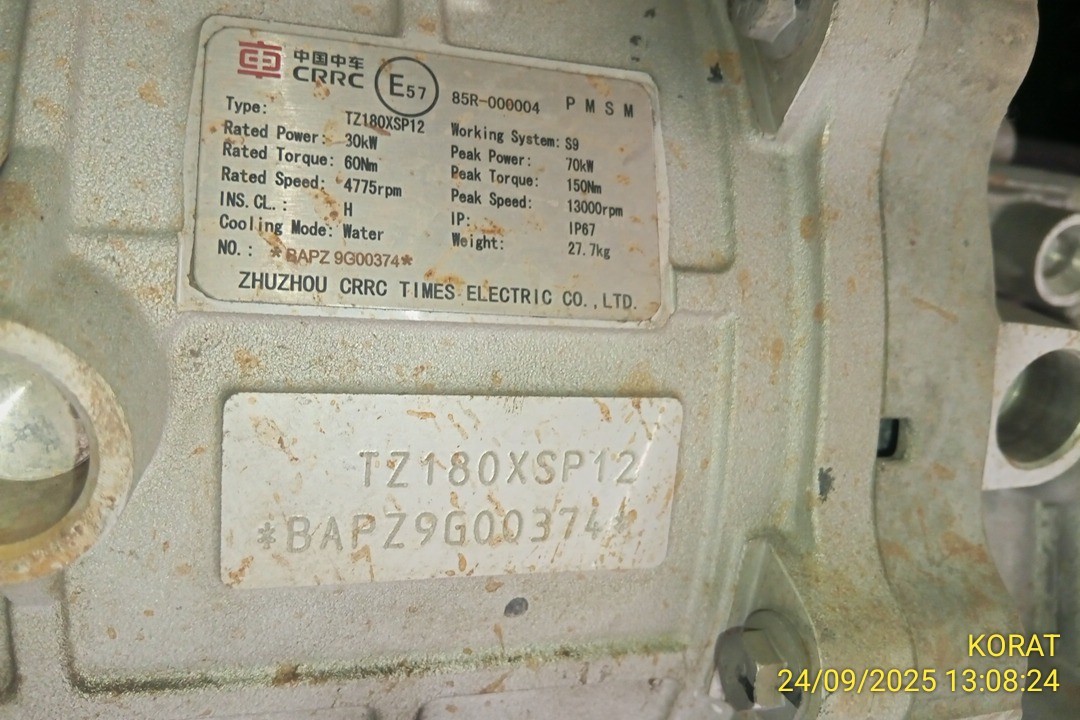 中国中车
CRRC E57 85R-000004 PMSM
Type: TZ180XSP12 Working System: S9
Rated Power: 30kW Peak Power: 70kW
Rated Torque: 60Nm Peak Torque: 150Nm
Rated Speed: 4775rpm Peak Speed: 13000rpm
INS.CL.: H IP: IP67
Cooling Mode: Water Weight: 27.7kg
NO.: *BAPZ 9G00374*
ZHUZHOU CRRC TIMES ELECTRIC CO.,LTD.
TZ180XSP12
*BAPZ9G00374*
KORAT
24/09/2025 13:08:24